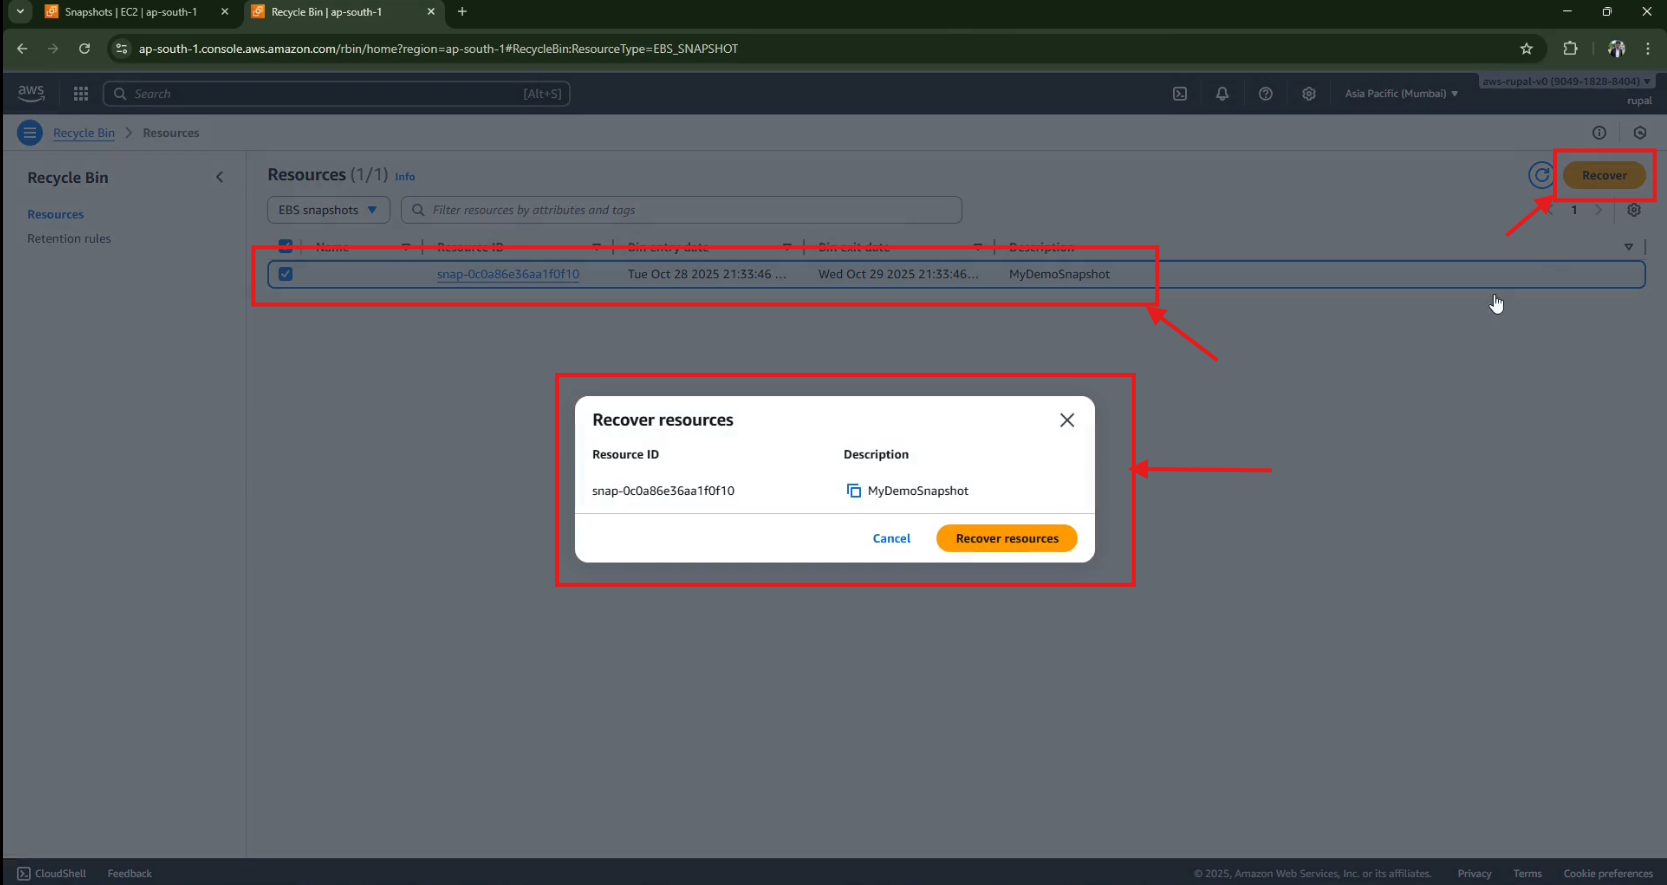 Snapshots | EC2 | ap-south-1
Recycle Bin | ap-south-1
ap-south-1.console.aws.amazon.com/rbin/home?region=ap-south-1#RecycleBin:ResourceType=EBS_SNAPSHOT
aws
Search
[Alt+S]
Asia Pacific (Mumbai)
aws-rupal-v0 (9049-1828-8404)
rupal
Recycle Bin
Resources
Recycle Bin
Resources
Retention rules
Resources (1/1) Info
Recover
EBS snapshots
Filter resources by attributes and tags
1
Name
Resource ID
Bin entry date
Bin exit date
Description
snap-0c0a86e36aa1f0f10
Tue Oct 28 2025 21:33:46 ...
Wed Oct 29 2025 21:33:46...
MyDemoSnapshot
Recover resources
Resource ID
Description
snap-0c0a86e36aa1f0f10
MyDemoSnapshot
Cancel
Recover resources
CloudShell
Feedback
© 2025, Amazon Web Services, Inc. or its affiliates.
Privacy
Terms
Cookie preferences